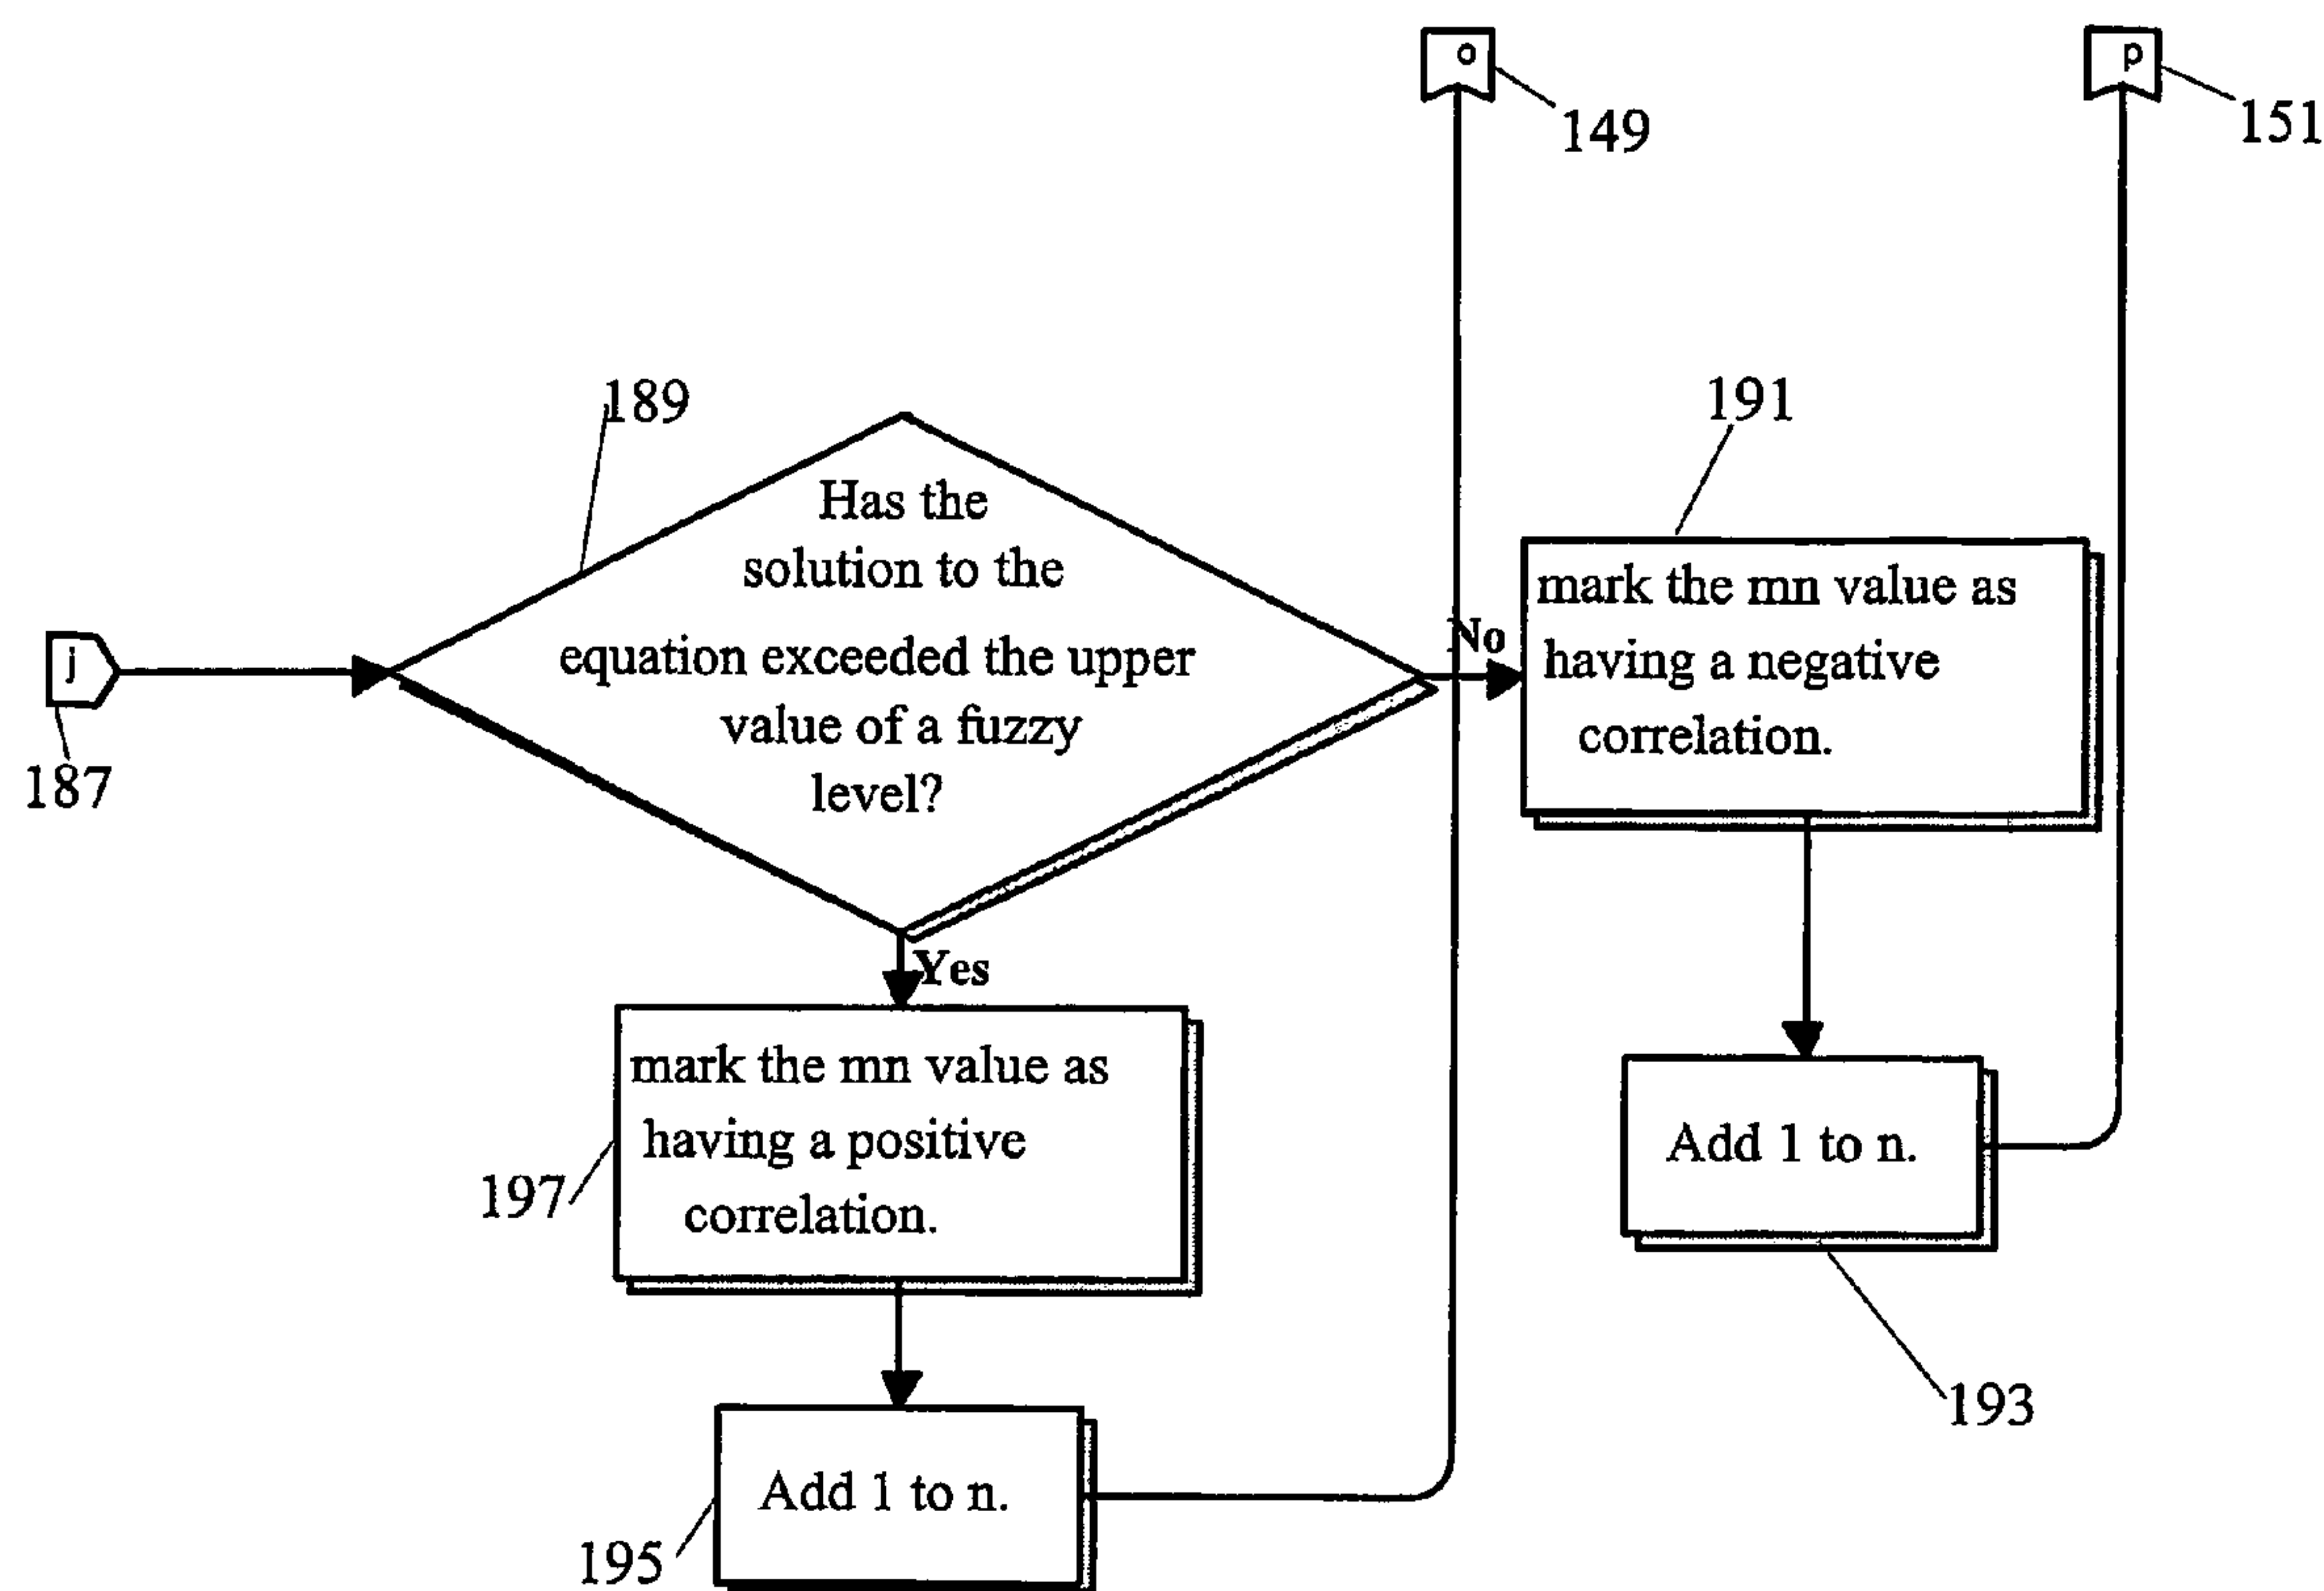 o
149
p
151
189
191
Has the
solution to the
equation exceeded the upper
value of a fuzzy
level?
j
187
No
mark the mn value as
having a negative
correlation.
Yes
mark the mn value as
having a positive
correlation.
197
Add 1 to n.
193
Add 1 to n.
195